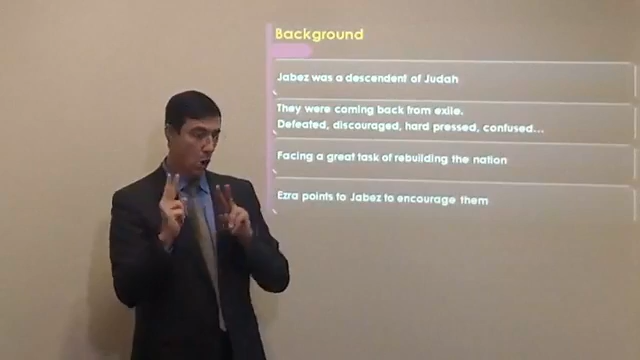 Background
Jabez was a descendent of Judah
They were coming back from exile.
Defeated, discouraged, hard pressed, confused...
Facing a great task of rebuilding the nation
Ezra points to Jabez to encourage them